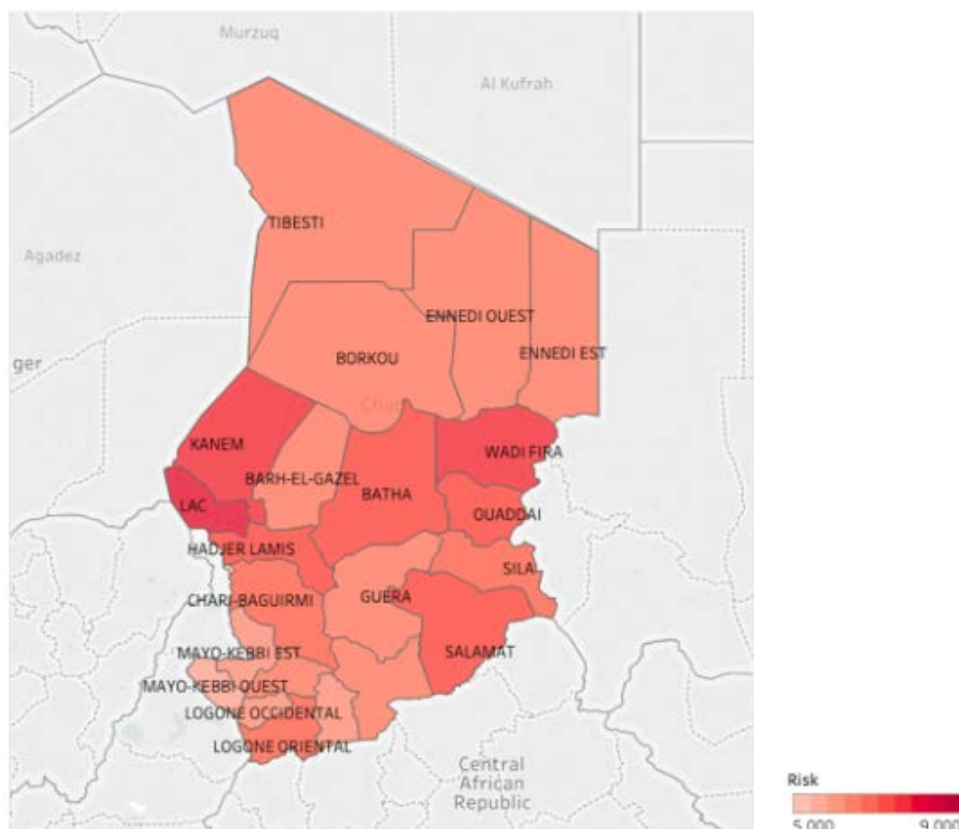 Murzuq
Al Kufrah
TIBESTI
Agadez
ENNEDI OUEST
ENNEDI EST
BORKOU
ger
Chad
KANEM
WADI FIRA
BARH-EL-GAZEL
BATHA
LAC
OUADDAI
HADJER LAMIS
SILA
GUERA
CHARI-BAGUIRMI
SALAMAT
MAYO-KEBBI EST
MAYO-KEBBI OUEST
LOGONE OCCIDENTAL
LOGONE ORIENTAL
Central
African
Republic
Risk
5,000 9,000